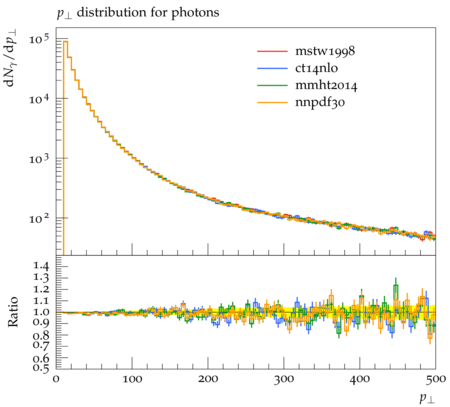 p⊥ distribution for photons
dNγ/dp⊥
10⁵
10⁴
10³
10²
mstw1998
ct14nlo
mmht2014
nnpdf30
Ratio
1.4
1.3
1.2
1.1
1.0
0.9
0.8
0.7
0.6
0.5
0 100 200 300 400 500
p⊥